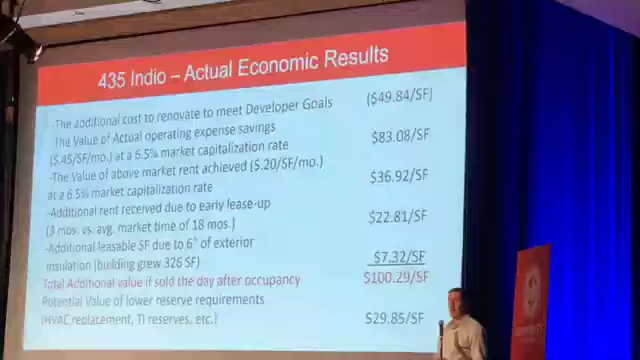 435 Indio – Actual Economic Results
-The additional cost to renovate to meet Developer Goals ($49.84/SF)
-The Value of Actual operating expense savings
($.45/SF/mo.) at a 6.5% market capitalization rate $83.08/SF
-The Value of above market rent achieved ($.20/SF/mo.)
at a 6.5% market capitalization rate $36.92/SF
-Additional rent received due to early lease-up
(3 mos. vs. avg. market time of 18 mos.) $22.81/SF
-Additional leasable SF due to 6" of exterior
insulation (building grew 326 SF) $7.32/SF
Total Additional value if sold the day after occupancy $100.29/SF
Potential Value of lower reserve requirements
(HVAC replacement, TI reserves, etc.) $29.85/SF